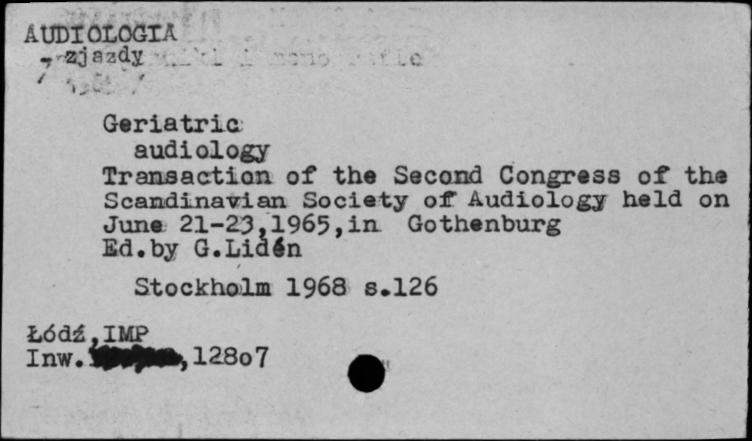 AUDIOLOGIA
- zjazdy
Geriatric
audiology
Transaction of the Second Congress of the
Scandinavian Society of Audiology held on
June 21-23,1965,in Gothenburg
Ed.by G.Lidén
Stockholm 1968 s.126
Łódź,IMP
Inw. ,128o7